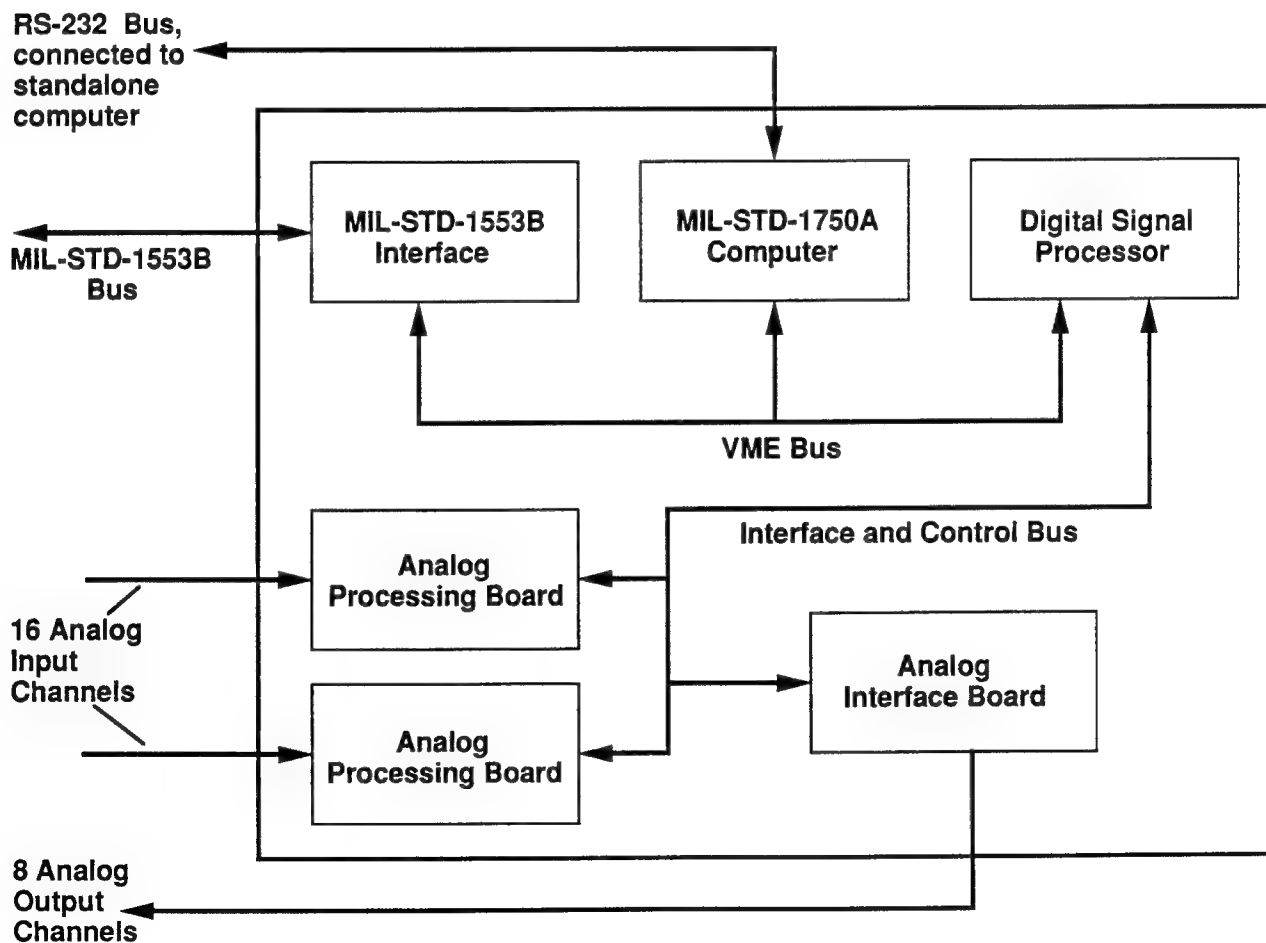 RS-232 Bus,
connected to
standalone
computer
MIL-STD-1553B
Interface
MIL-STD-1750A
Computer
Digital Signal
Processor
MIL-STD-1553B
Bus
VME Bus
Interface and Control Bus
Analog
Processing Board
16 Analog
Input
Channels
Analog
Interface Board
Analog
Processing Board
8 Analog
Output
Channels